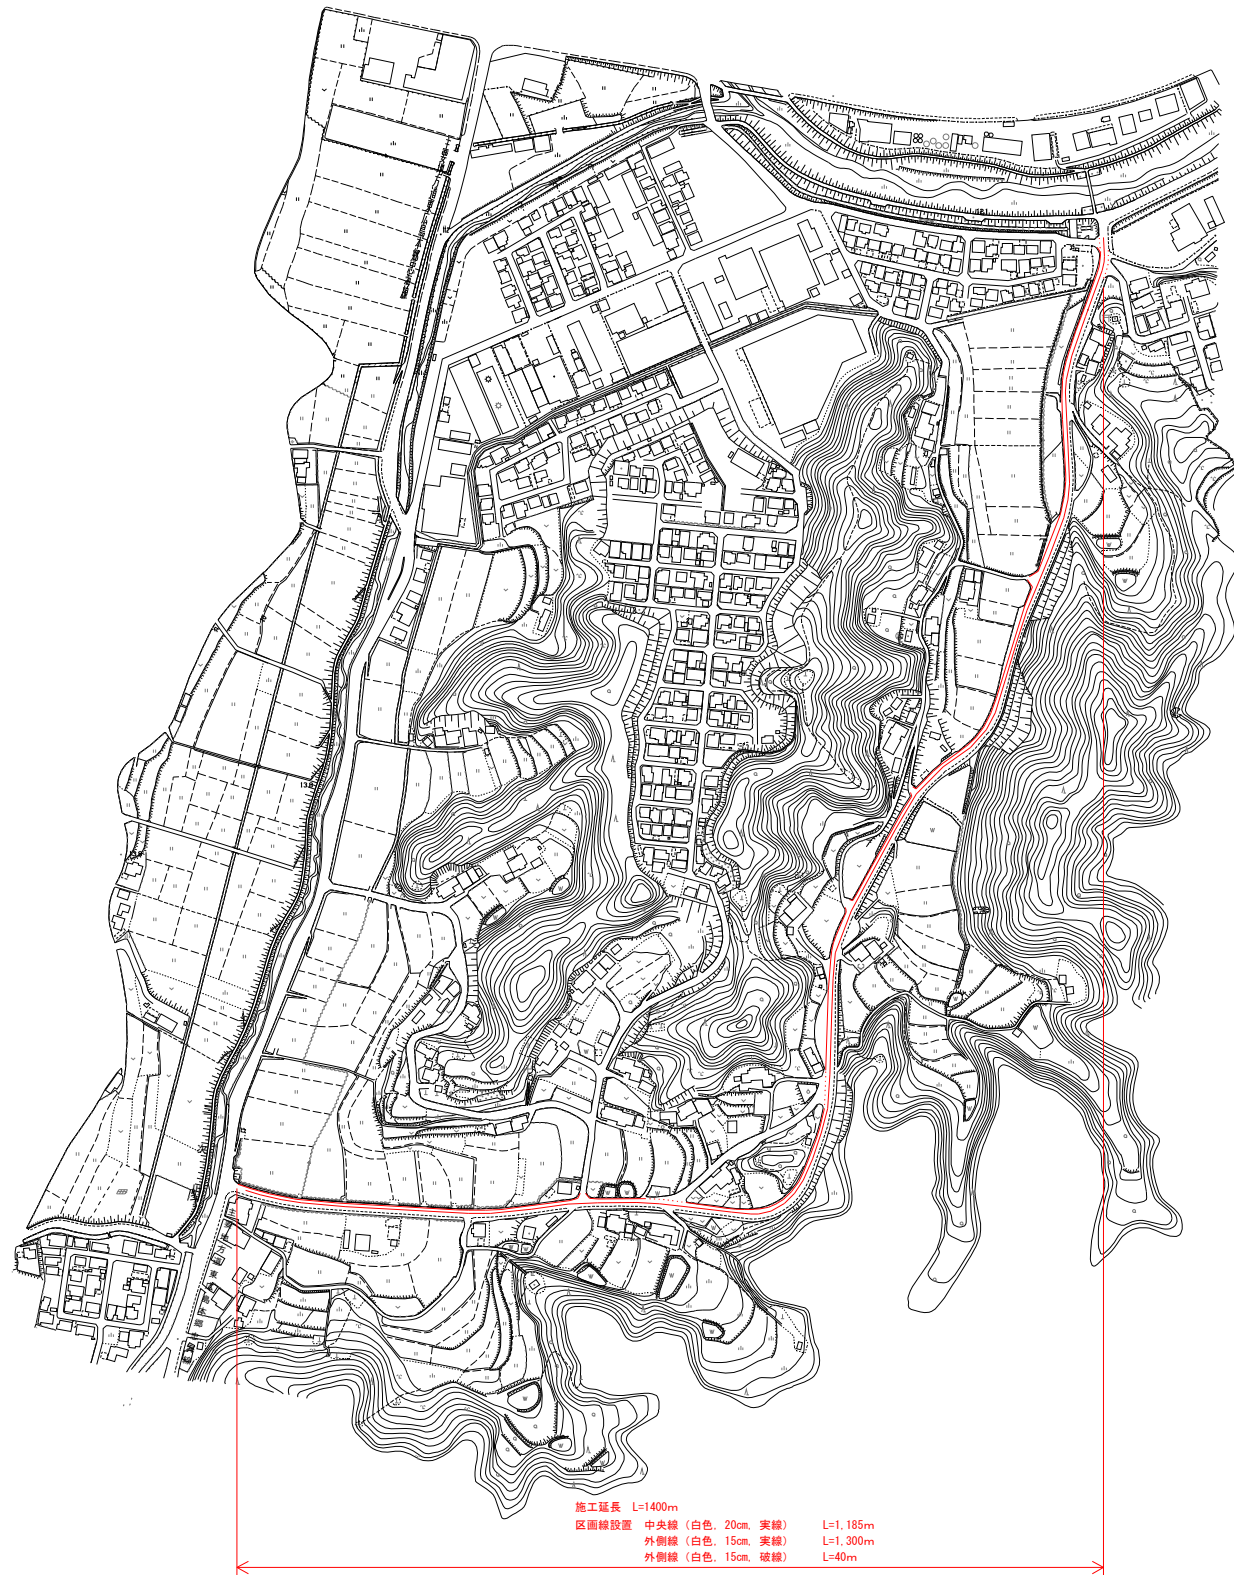 施工延長 L=1400m
区画線設置 中央線（白色, 20cm, 実線） L=1,185m
外側線（白色, 15cm, 実線） L=1,300m
外側線（白色, 15cm, 破線） L=40m